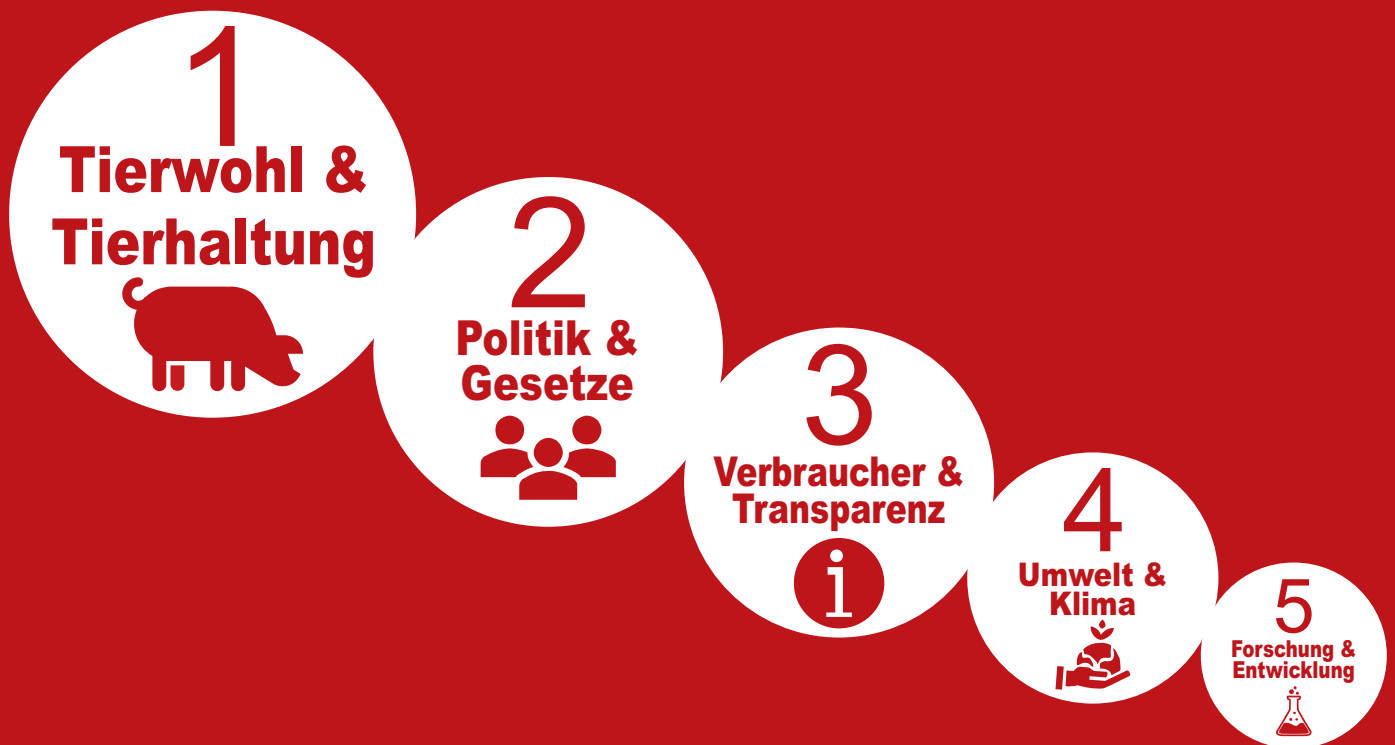 1
Tierwohl &
Tierhaltung
2
Politik &
Gesetze
3
Verbraucher &
Transparenz
i
4
Umwelt &
Klima
5
Forschung &
Entwicklung